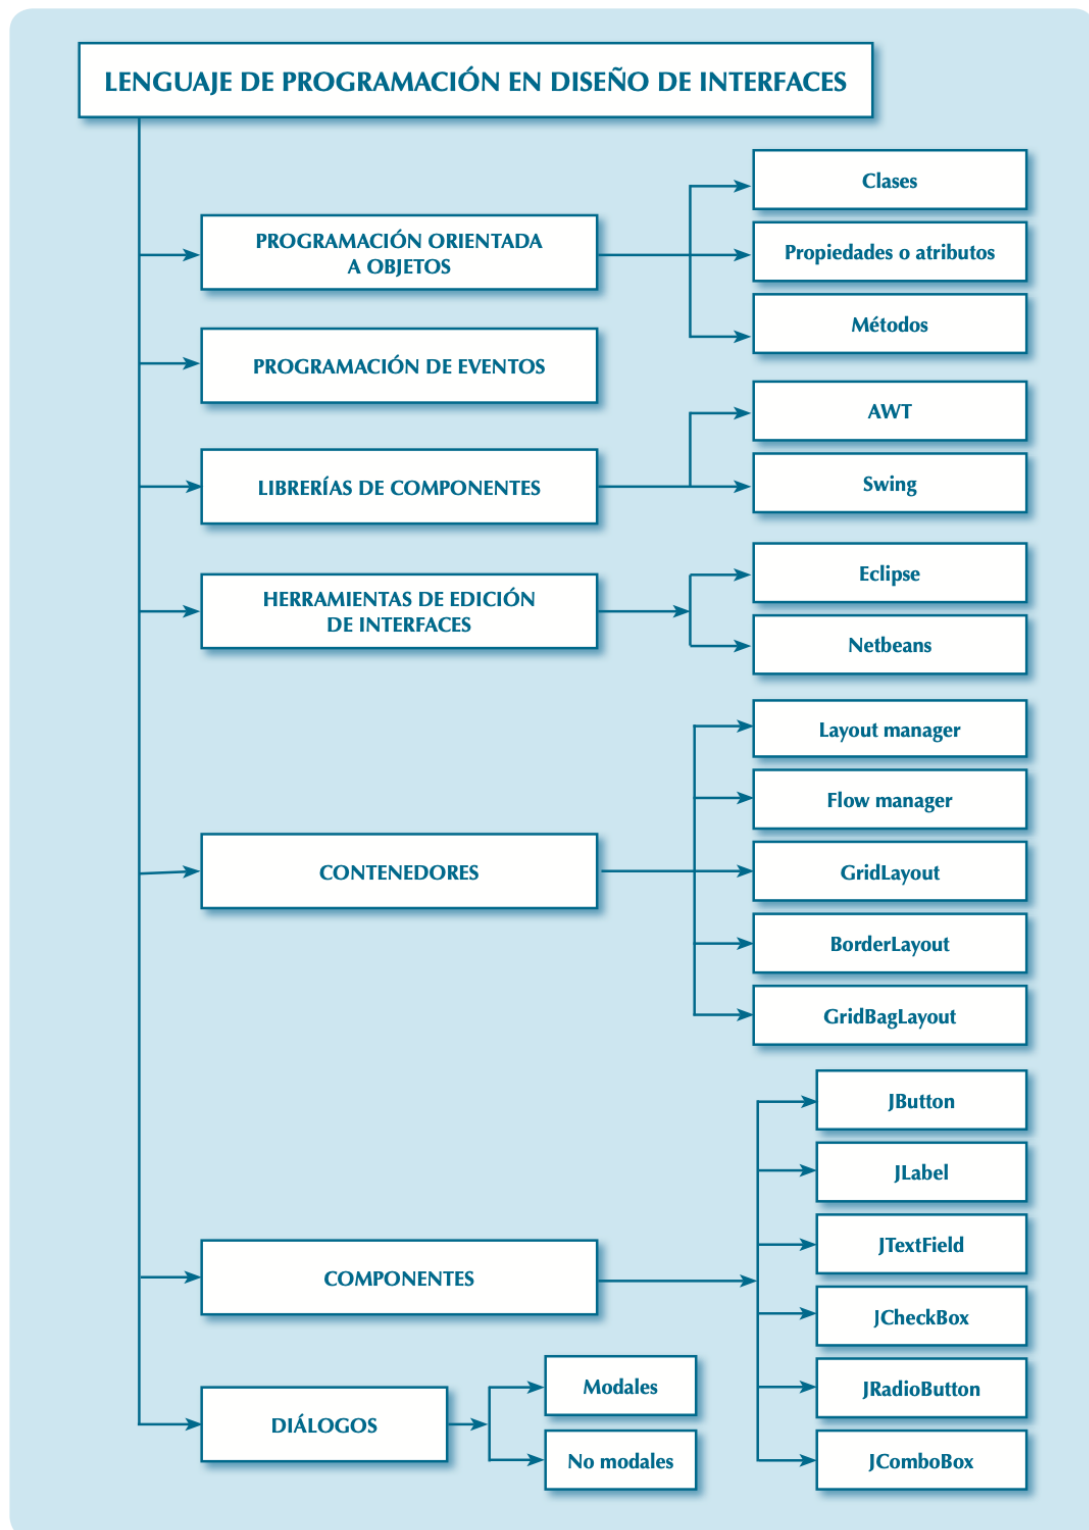 LENGUAJE DE PROGRAMACIÓN EN DISEÑO DE INTERFACES
PROGRAMACIÓN ORIENTADA
A OBJETOS
Clases
Propiedades o atributos
Métodos
PROGRAMACIÓN DE EVENTOS
LIBRERÍAS DE COMPONENTES
AWT
Swing
HERRAMIENTAS DE EDICIÓN
DE INTERFACES
Eclipse
Netbeans
CONTENEDORES
Layout manager
Flow manager
GridLayout
BorderLayout
GridBagLayout
COMPONENTES
JButton
JLabel
JTextField
JCheckBox
JRadioButton
JComboBox
DIÁLOGOS
Modales
No modales